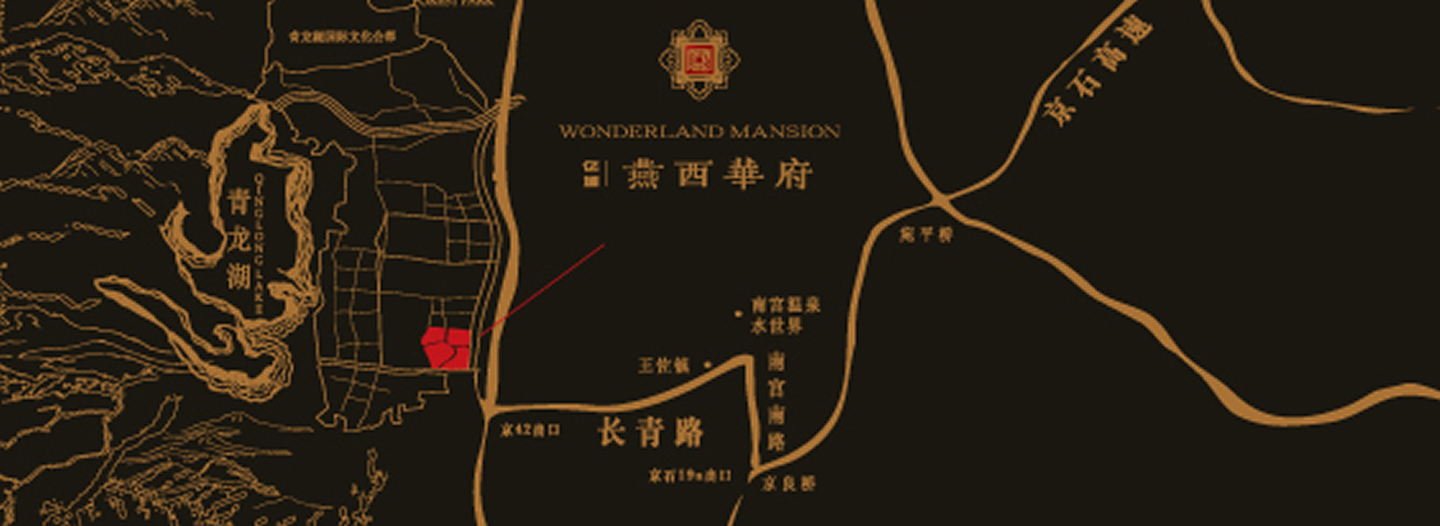 青龙湖国际文化会都
京石高速
WONDERLAND MANSION
燕西華府
青龙湖
QINGLONG LAKE
宛平桥
南宫温泉
水世界
王佐镇
南宫南路
长青路
京42出口
京石19a出口
京良桥